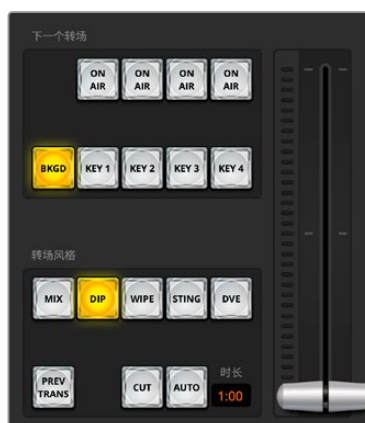 下一个转场
ON AIR ON AIR ON AIR ON AIR
BKGD KEY 1 KEY 2 KEY 3 KEY 4
转场风格
MIX DIP WIPE STING DVE
时长
PREV TRANS CUT AUTO 1:00